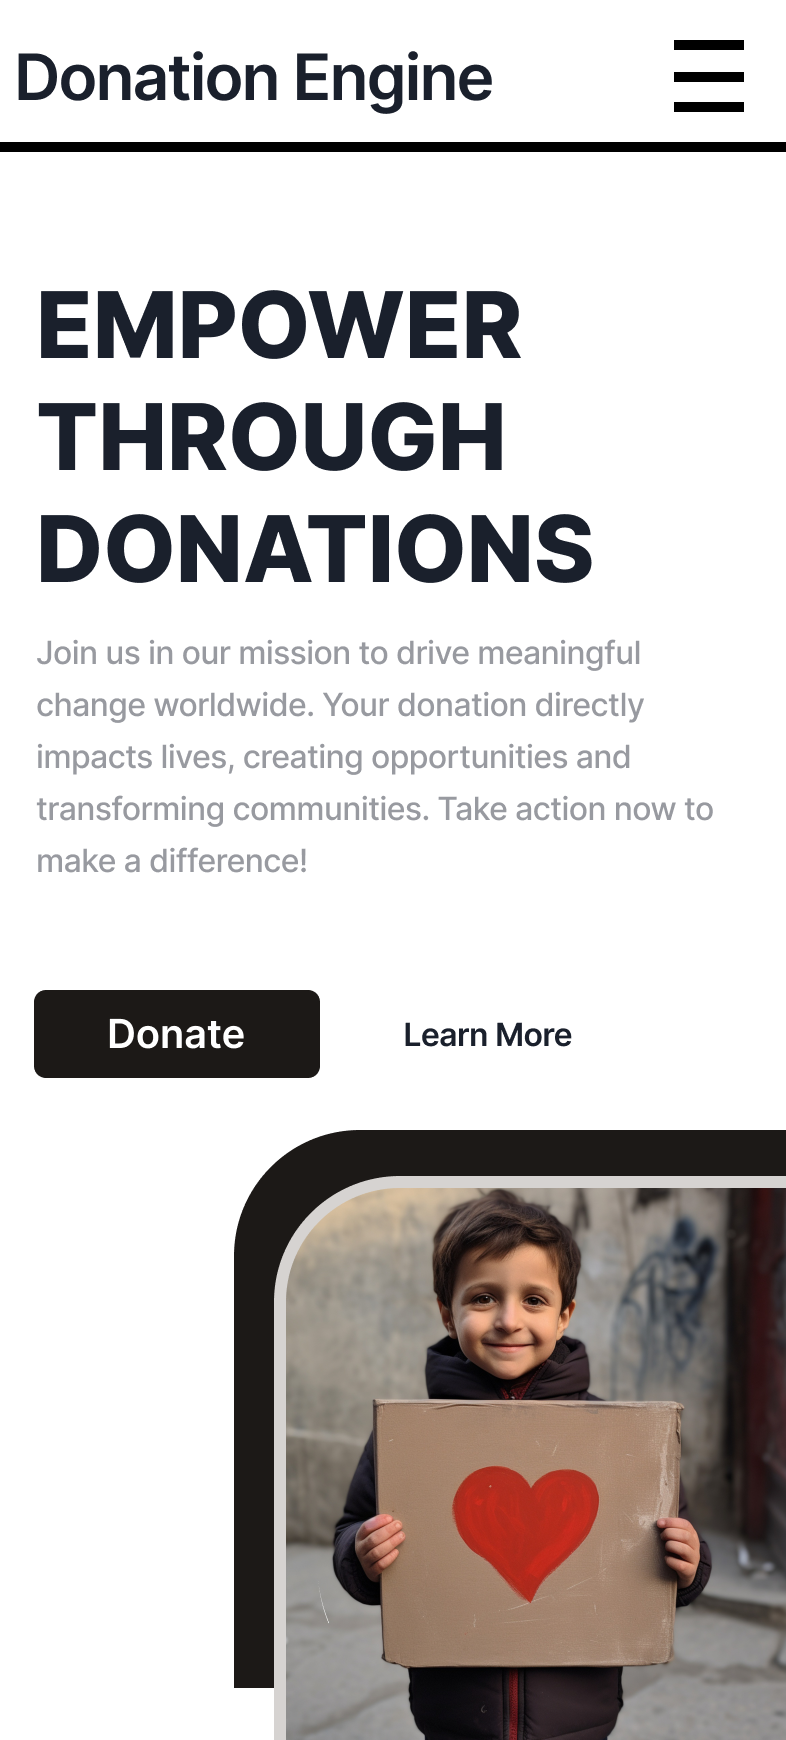 Donation Engine
EMPOWER
THROUGH
DONATIONS
Join us in our mission to drive meaningful
change worldwide. Your donation directly
impacts lives, creating opportunities and
transforming communities. Take action now to
make a difference!
Donate
Learn More